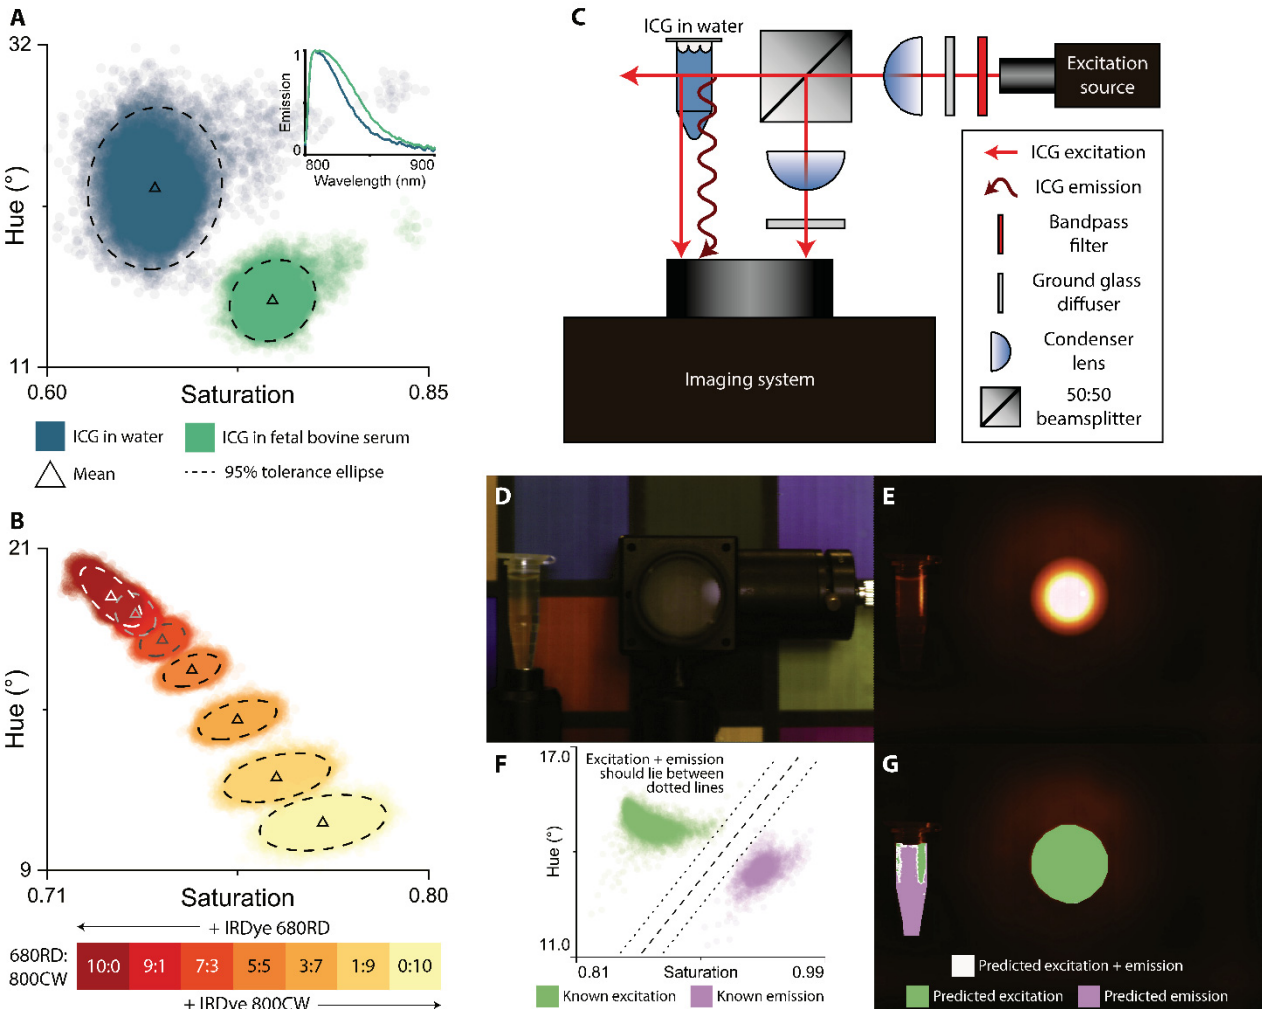 A
32
Hue (°)
11
0.60
Saturation
0.85
1
Emission
0
800
900
Wavelength (nm)
ICG in water
ICG in fetal bovine serum
Mean
95% tolerance ellipse
B
21
Hue (°)
9
0.71
Saturation
0.80
+ IRDye 680RD
680RD:
800CW
10:0
9:1
7:3
5:5
3:7
1:9
0:10
+ IRDye 800CW
C
ICG in water
Excitation
source
Imaging system
ICG excitation
ICG emission
Bandpass
filter
Ground glass
diffuser
Condenser
lens
50:50
beamsplitter
D
E
F
17.0
Excitation + emission
should lie between
dotted lines
Hue (°)
11.0
0.81
Saturation
0.99
Known excitation
Known emission
G
Predicted excitation + emission
Predicted excitation
Predicted emission